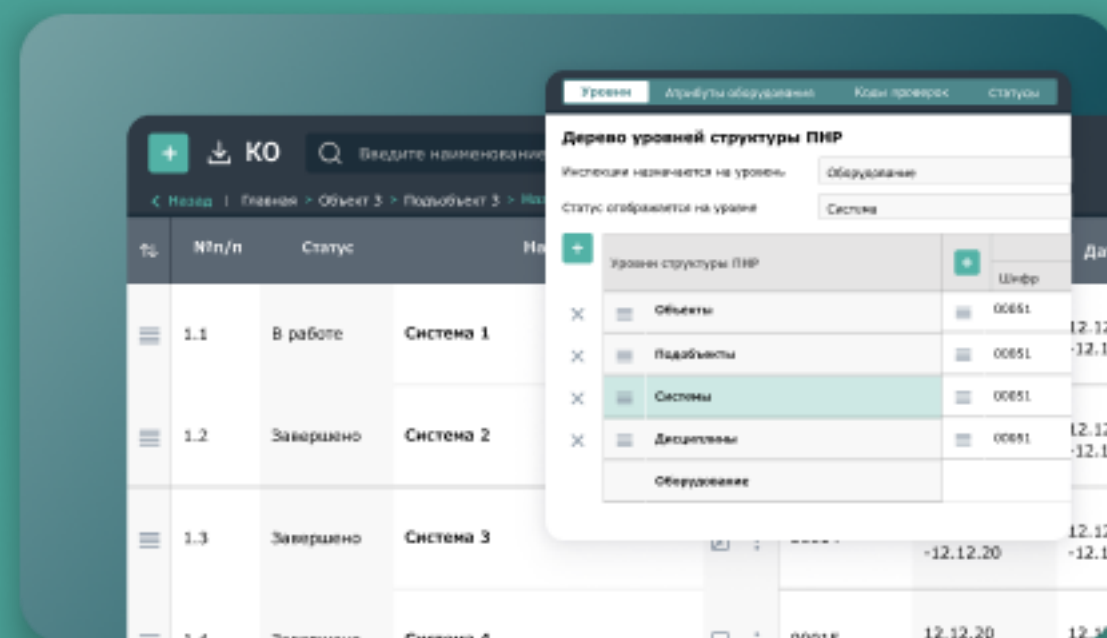 КО
Введите наименование
Назад | Главная > Объект 3 > Подобъект 3 >
№п/п Статус На
Да
1.1 В работе Система 1
1.2 Завершено Система 2
1.3 Завершено Система 3
-12.12.20
12.12.20
Уровни Атрибуты оборудования Коды проверок Статусы
Дерево уровней структуры ПНР
Инспекции назначаются на уровень Оборудование
Статус отображается на уровне Система
Уровни структуры ПНР
Шифр
Объекты 00051
Подобъекты 00051
Системы 00051
Дисциплины 00051
Оборудование